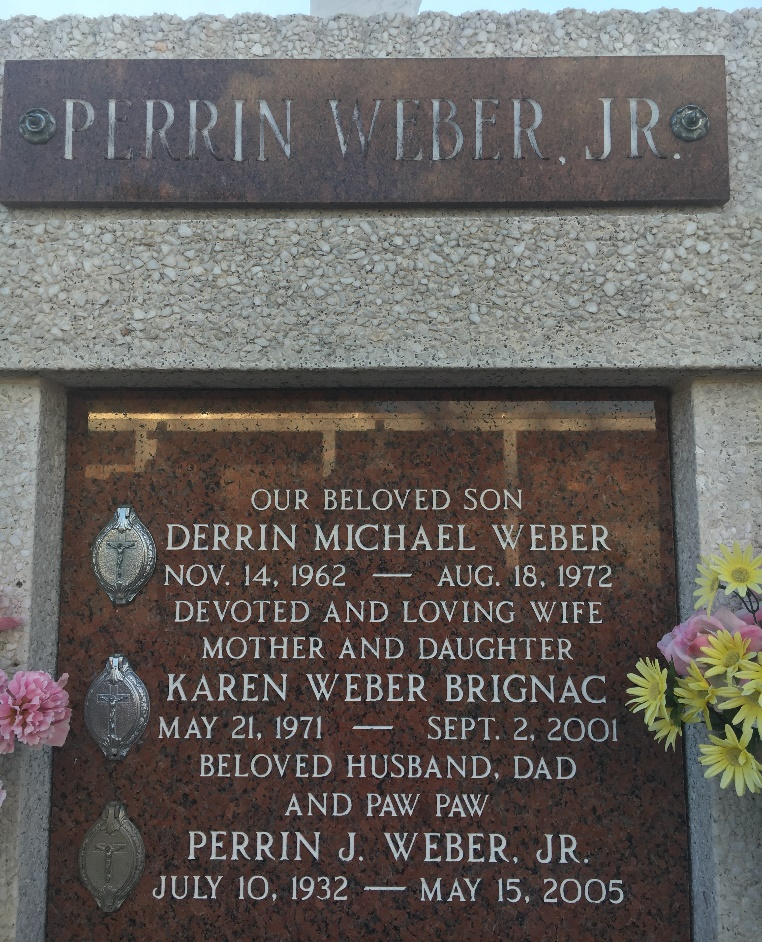 PERRIN WEBER, JR.
OUR BELOVED SON
DERRIN MICHAEL WEBER
NOV. 14, 1962 — AUG. 18, 1972
DEVOTED AND LOVING WIFE
MOTHER AND DAUGHTER
KAREN WEBER BRIGNAC
MAY 21, 1971 — SEPT. 2, 2001
BELOVED HUSBAND, DAD
AND PAW PAW
PERRIN J. WEBER, JR.
JULY 10, 1932 — MAY 15, 2005